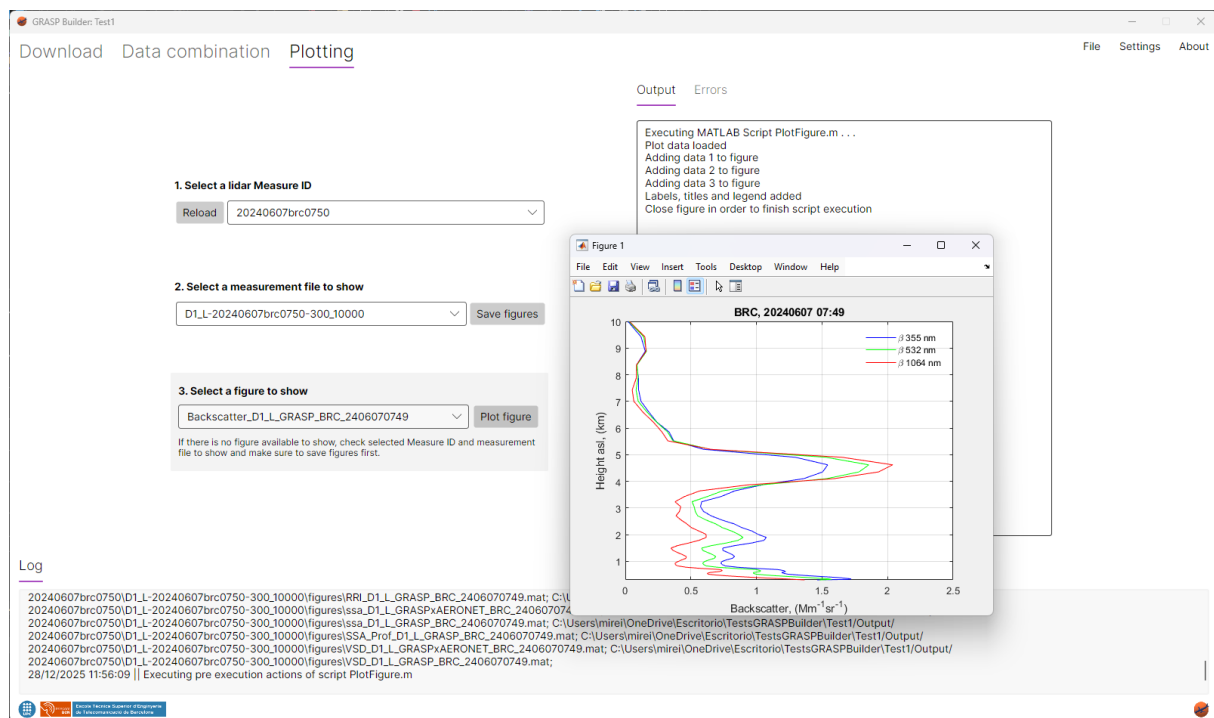 GRASP Builder: Test1
Download Data combination Plotting
File Settings About
Output Errors
Executing MATLAB Script PlotFigure.m . . .
Plot data loaded
Adding data 1 to figure
Adding data 2 to figure
Adding data 3 to figure
Labels, titles and legend added
Close figure in order to finish script execution
1. Select a lidar Measure ID
Reload 20240607brc0750
2. Select a measurement file to show
D1_L-20240607brc0750-300_10000 Save figures
3. Select a figure to show
Backscatter_D1_L_GRASP_BRC_2406070749 Plot figure
If there is no figure available to show, check selected Measure ID and measurement
file to show and make sure to save figures first.
Figure 1
File Edit View Insert Tools Desktop Window Help
BRC, 20240607 07:49
β 355 nm
β 532 nm
β 1064 nm
10
9
8
7
6
5
4
3
2
1
Height asl, (km)
0 0.5 1 1.5 2 2.5
Backscatter, (Mm⁻¹sr⁻¹)
Log
20240607brc0750\D1_L-20240607brc0750-300_10000\figures\RRI_D1_L_GRASP_BRC_2406070749.mat; C:\U
20240607brc0750\D1_L-20240607brc0750-300_10000\figures\ssa_D1_L_GRASPxAERONET_BRC_24060707
20240607brc0750\D1_L-20240607brc0750-300_10000\figures\ssa_D1_L_GRASP_BRC_2406070749.mat; C:\Users\mirei\OneDrive\Escritorio\TestsGRASPBuilder\Test1/Output/
20240607brc0750\D1_L-20240607brc0750-300_10000\figures\SSA_Prof_D1_L_GRASP_BRC_2406070749.mat; C:\Users\mirei\OneDrive\Escritorio\TestsGRASPBuilder\Test1/Output/
20240607brc0750\D1_L-20240607brc0750-300_10000\figures\VSD_D1_L_GRASPxAERONET_BRC_2406070749.mat; C:\Users\mirei\OneDrive\Escritorio\TestsGRASPBuilder\Test1/Output/
20240607brc0750\D1_L-20240607brc0750-300_10000\figures\VSD_D1_L_GRASP_BRC_2406070749.mat;
28/12/2025 11:56:09 || Executing pre execution actions of script PlotFigure.m
Escola Tècnica Superior d'Enginyeria
de Telecomunicació de Barcelona